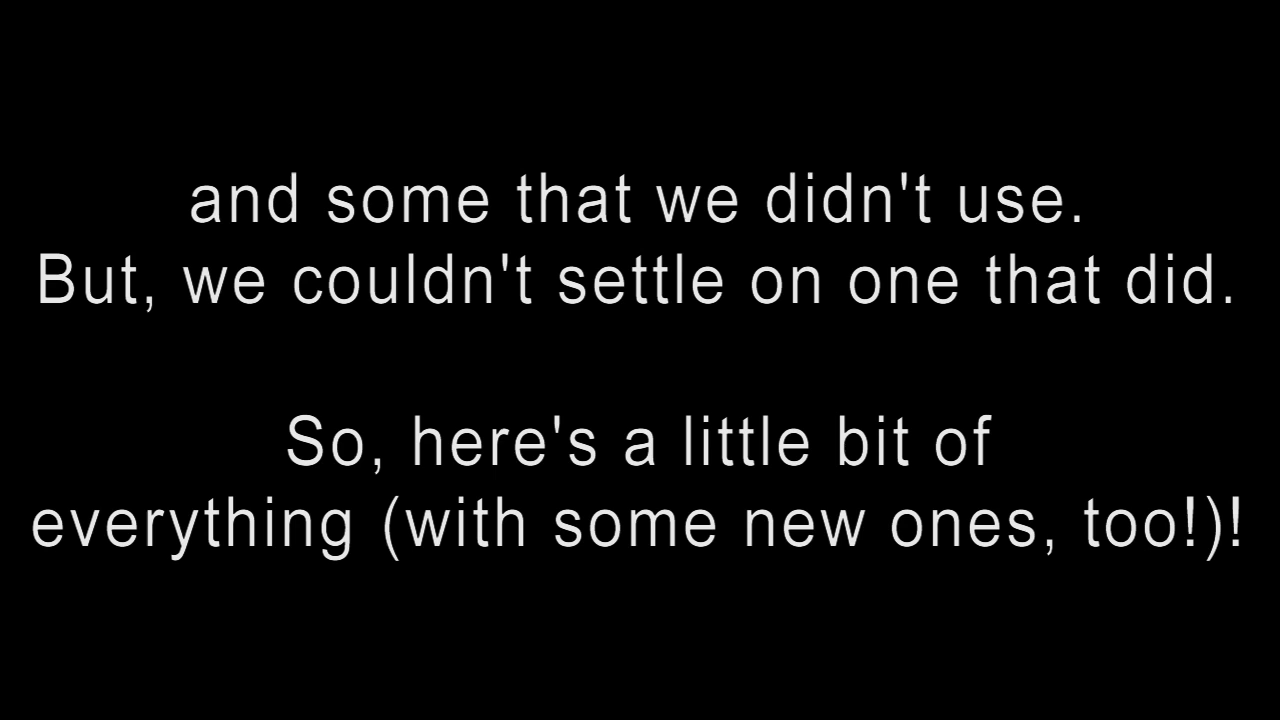 and some that we didn't use.
But, we couldn't settle on one that did.
So, here's a little bit of
everything (with some new ones, too!)!